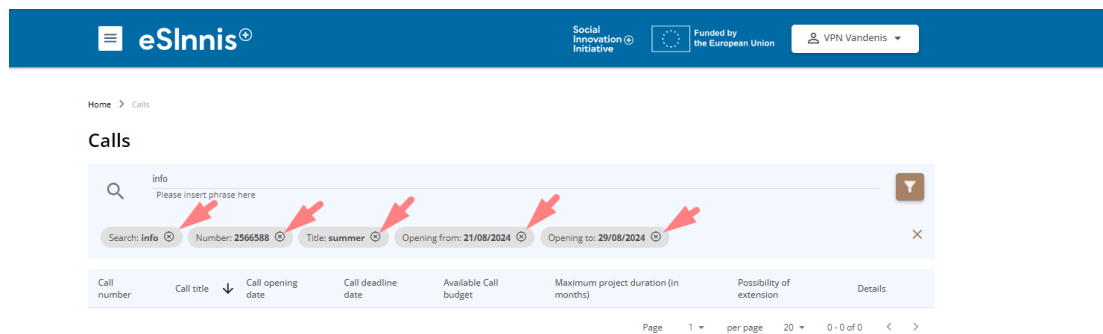 eSInnis⊕
Social
Innovation ⊕
Initiative
Funded by
the European Union
VPN Vandenis
Home > Calls
Calls
info
Please insert phrase here
Search: info
Number: 2566588
Title: summer
Opening from: 21/08/2024
Opening to: 29/08/2024
Call number
Call title
Call opening date
Call deadline date
Available Call budget
Maximum project duration (in months)
Possibility of extension
Details
Page 1 per page 20 0 - 0 of 0